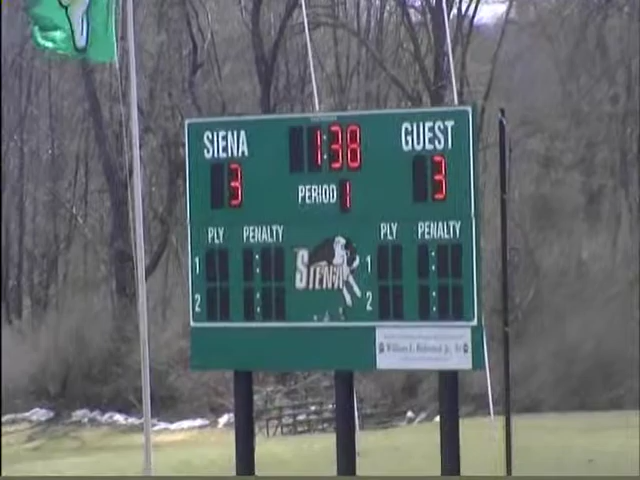 SIENA 1:38 GUEST
3 PERIOD 1 3
PLY PENALTY PLY PENALTY
1 SIENA 1
2 2